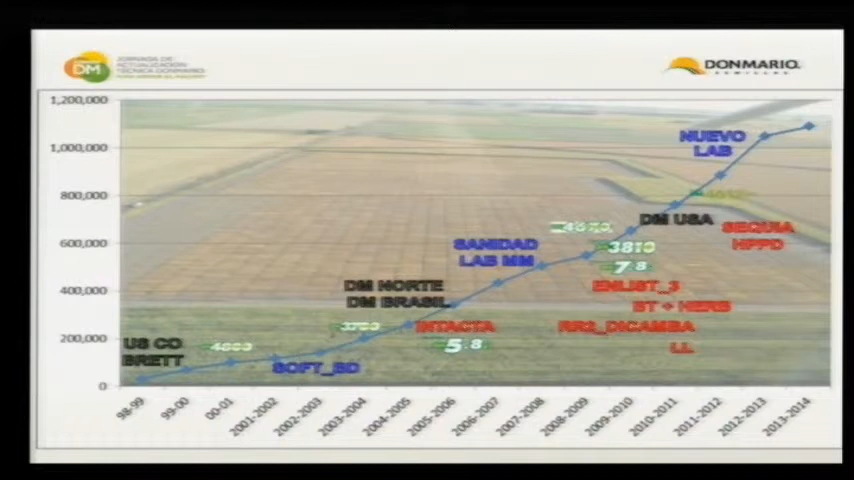 DM
JORNADA DE
ACTUALIZACIÓN
TÉCNICA DONMARIO
DONMARIO
SEMILLAS
1,200,000
1,000,000
800,000
600,000
400,000
200,000
0
NUEVO
LAB
DM USA
SEQUIA
HPPD
4670
3810
7.8
SANIDAD
LAB MM
ENLIST_3
BT + HERB
RR2_DICAMBA
LL
DM NORTE
DM BRASIL
3700
INTACTA
5.8
US CO
BRETT
4800
SOFT_BD
98-99
99-00
00-01
2001-2002
2002-2003
2003-2004
2004-2005
2005-2006
2006-2007
2007-2008
2008-2009
2009-2010
2010-2011
2011-2012
2012-2013
2013-2014